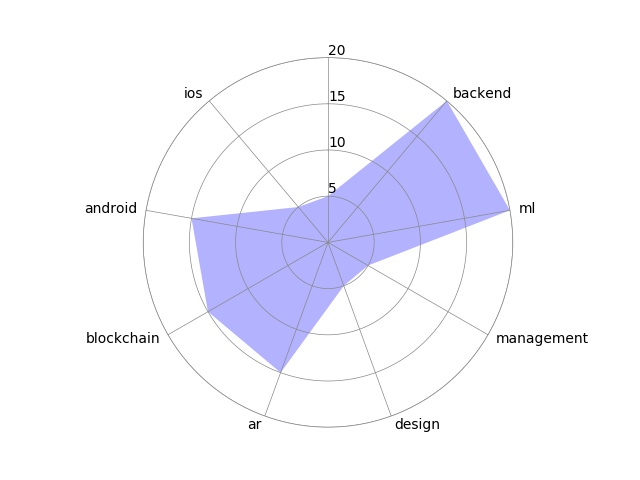 20
backend
ios
15
10
5
android
ml
blockchain
management
ar
design